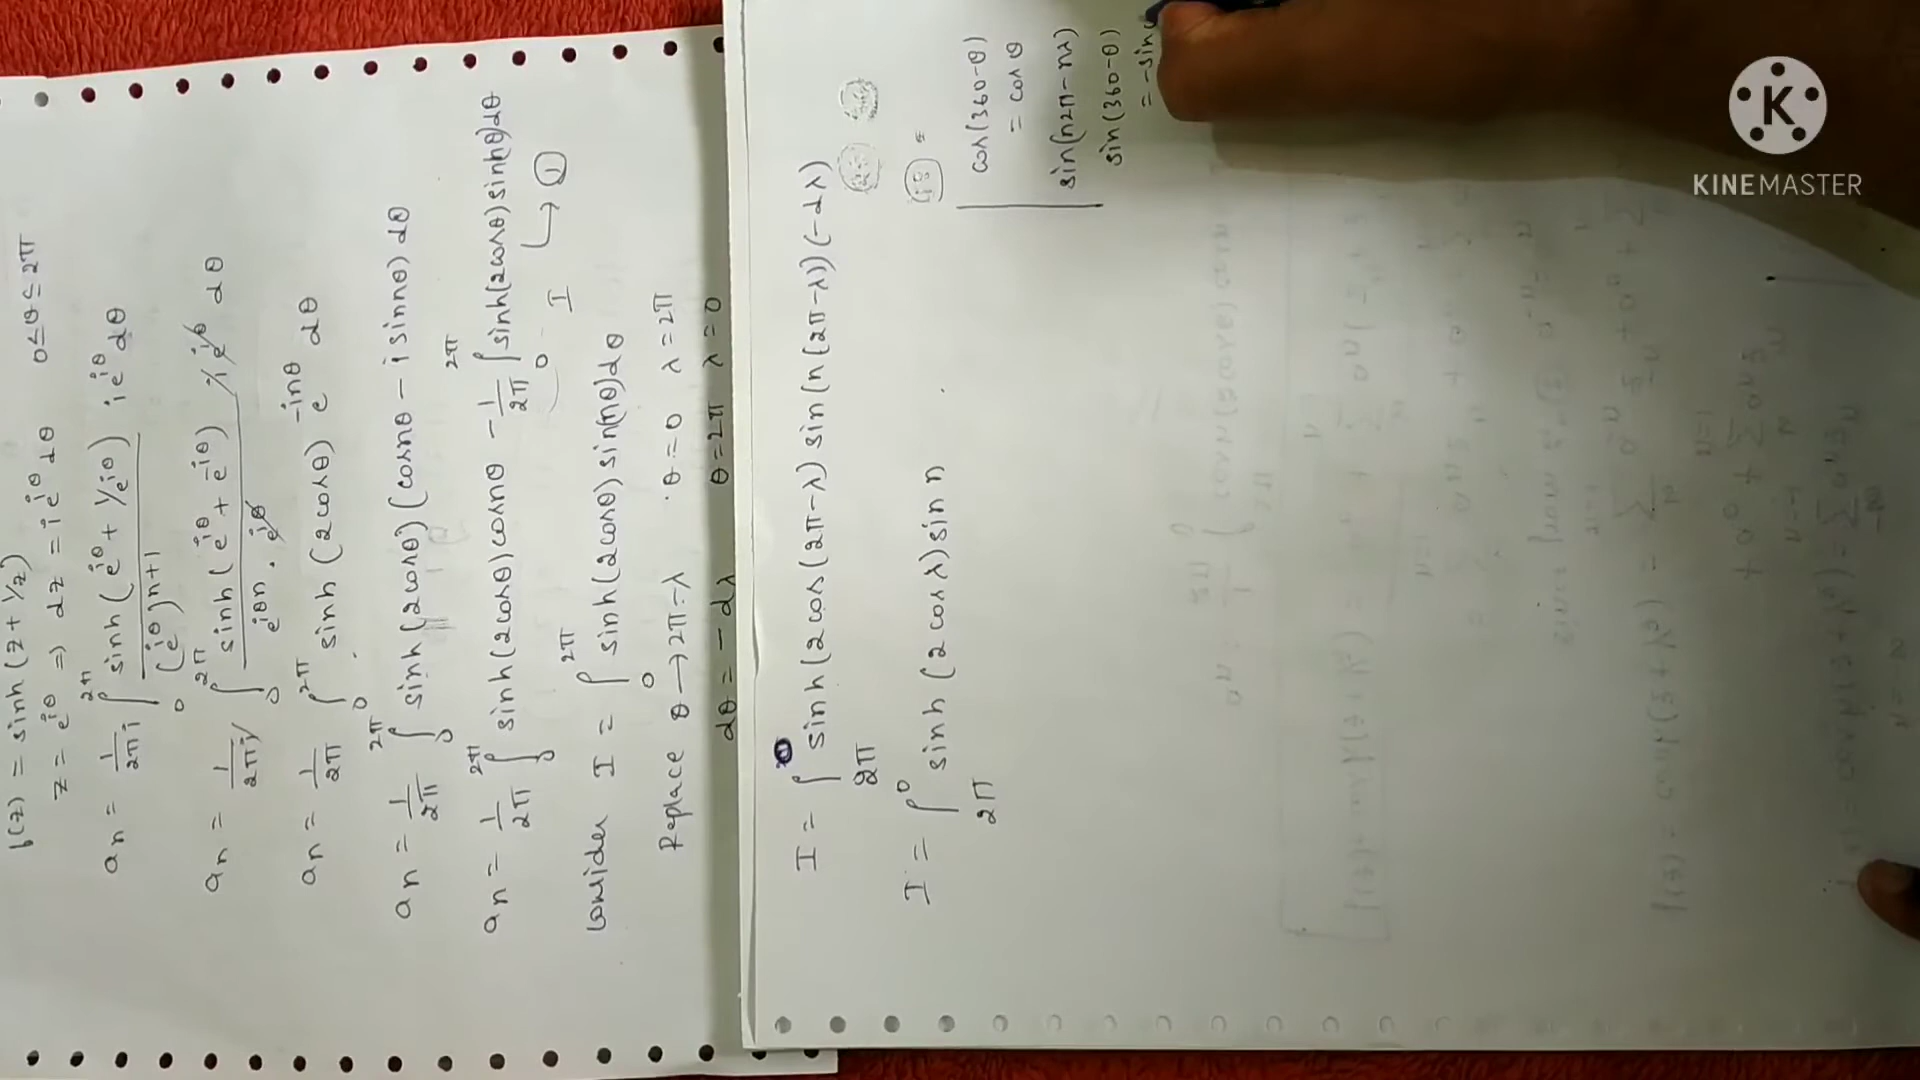 f(z) = sinh(z + 1/z)
z = e^{iθ} ⇒ dz = ie^{iθ} dθ 0 ≤ θ ≤ 2π
a_n = 1/2πi ∫_0^{2π} sinh(e^{iθ} + 1/e^{iθ}) / (e^{iθ})^{n+1} ie^{iθ} dθ
a_n = 1/2πi ∫_0^{2π} sinh(e^{iθ} + e^{-iθ}) / e^{iθn} · e^{iθ} i e^{iθ} dθ
a_n = 1/2π ∫_0^{2π} sinh(2cosθ) e^{-inθ} dθ
a_n = 1/2π ∫_0^{2π} sinh(2cosθ)(cosnθ - i sinnθ) dθ
a_n = 1/2π ∫_0^{2π} sinh(2cosθ)cosnθ - 1/2π ∫_0^{2π} sinh(2cosθ)sin(nθ)dθ
I ↳ ①
consider I = ∫_0^{2π} sinh(2cosθ)sin(nθ)dθ
Replace θ → 2π-λ θ=0 λ=2π
dθ = -dλ θ=2π λ=0
I = ∫_{2π}^0 sinh(2cos(2π-λ)sin(n(2π-λ))(-dλ)
I = ∫_{2π}^0 sinh(2cosλ)sin n
cos(360-θ)
= cosθ
sin(n2π-nλ)
sin(360-θ)
= -sin
KINEMASTER